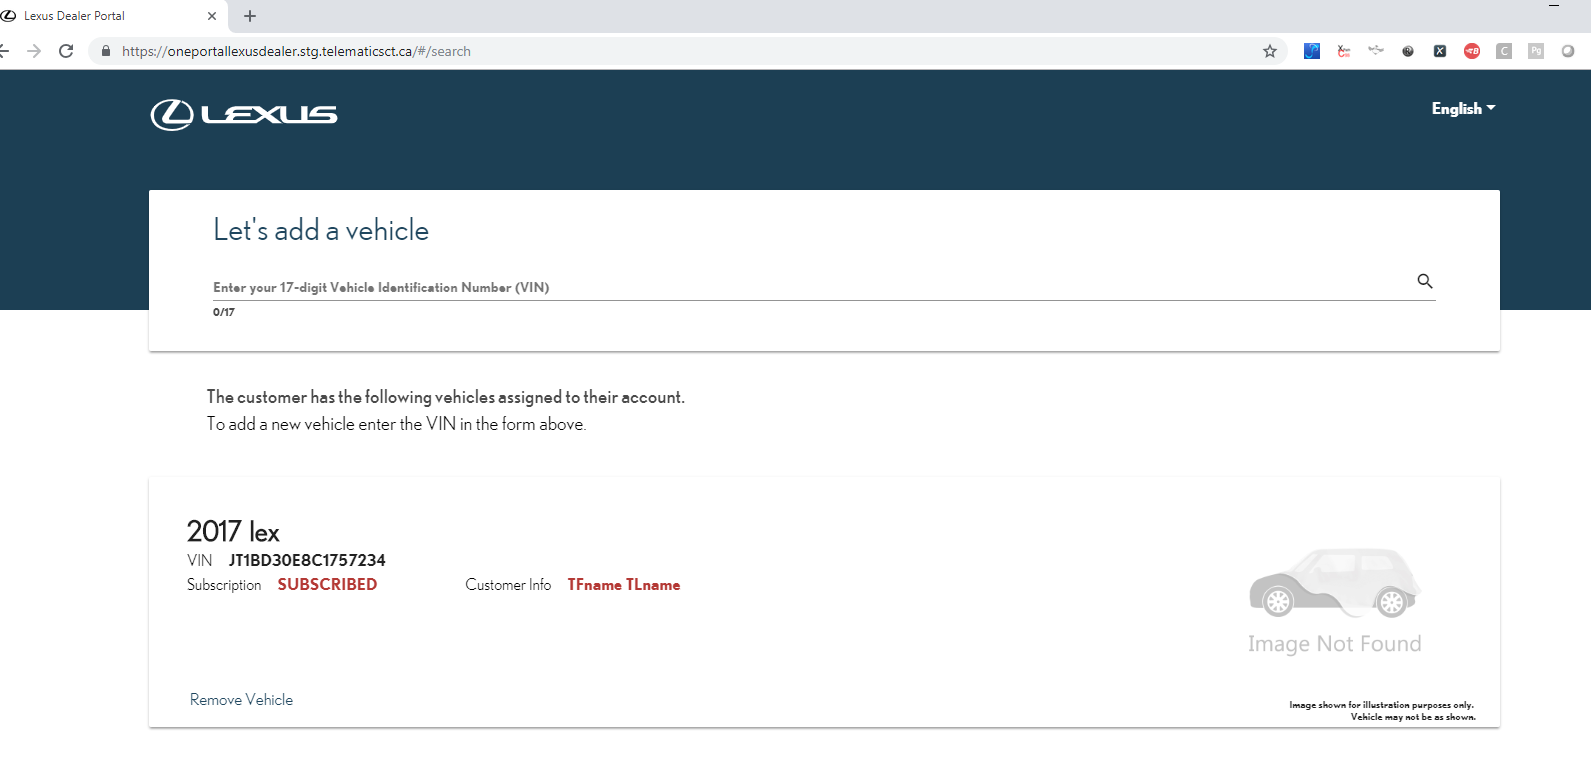 Lexus Dealer Portal
https://oneportallexusdealer.stg.telematicsct.ca/#/search
LEXUS
English
Let's add a vehicle
Enter your 17-digit Vehicle Identification Number (VIN)
0/17
The customer has the following vehicles assigned to their account.
To add a new vehicle enter the VIN in the form above.
2017 lex
VIN JT1BD30E8C1757234
Subscription SUBSCRIBED Customer Info TFname TLname
Image Not Found
Remove Vehicle
Image shown for illustration purposes only.
Vehicle may not be as shown.